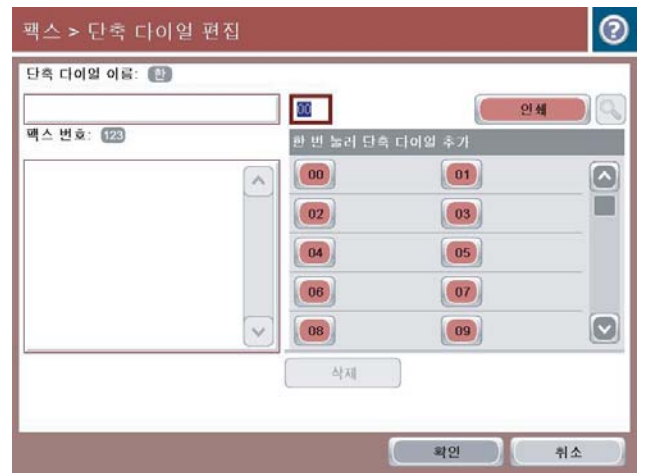 팩스 > 단축 다이얼 편집
?
단축 다이얼 이름: 한
00
인쇄
팩스 번호: 123
한 번 눌러 단축 다이얼 추가
00 01
02 03
04 05
06 07
08 09
삭제
확인 취소